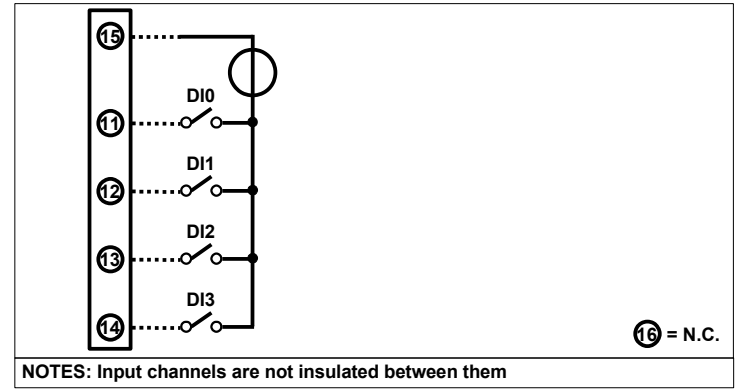 15
DI0
11
DI1
12
DI2
13
DI3
14
16 = N.C.
NOTES: Input channels are not insulated between them